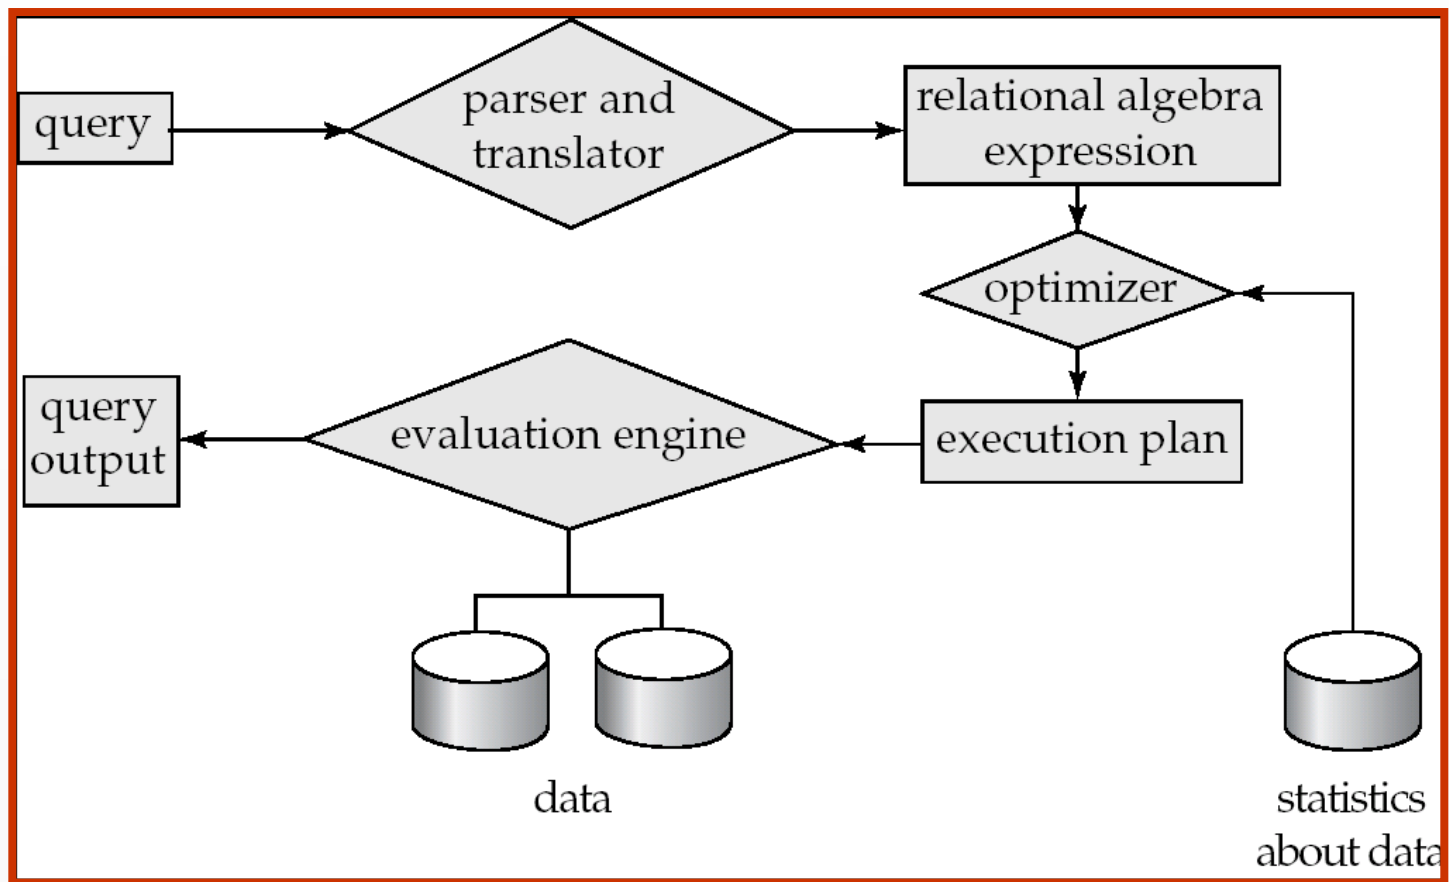 query
parser and
translator
relational algebra
expression
optimizer
query
output
evaluation engine
execution plan
data
statistics
about data